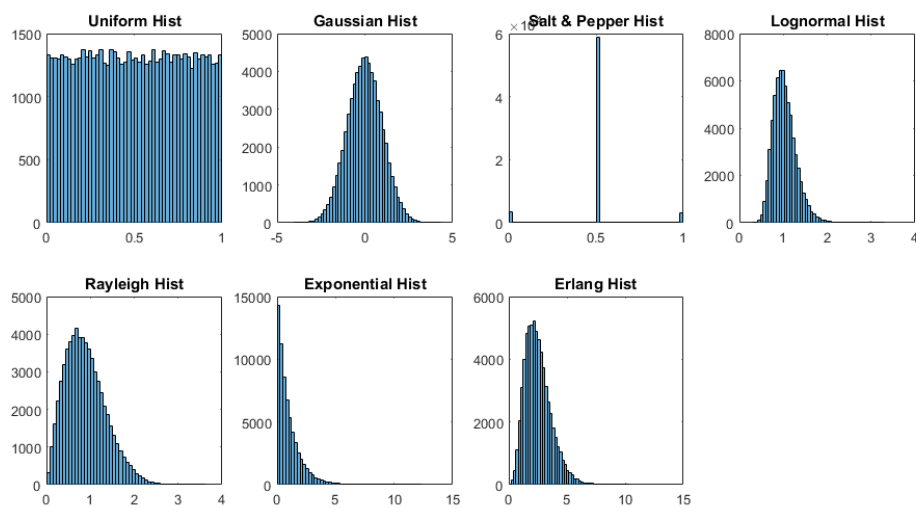 Uniform Hist
1500
1000
500
0
0 0.5 1
Gaussian Hist
5000
4000
3000
2000
1000
0
-5 0 5
Salt & Pepper Hist
6
4
2
0
0 0.5 1
Lognormal Hist
8000
6000
4000
2000
0
0 1 2 3 4
Rayleigh Hist
5000
4000
3000
2000
1000
0
0 1 2 3 4
Exponential Hist
15000
10000
5000
0
0 5 10 15
Erlang Hist
6000
4000
2000
0
0 5 10 15